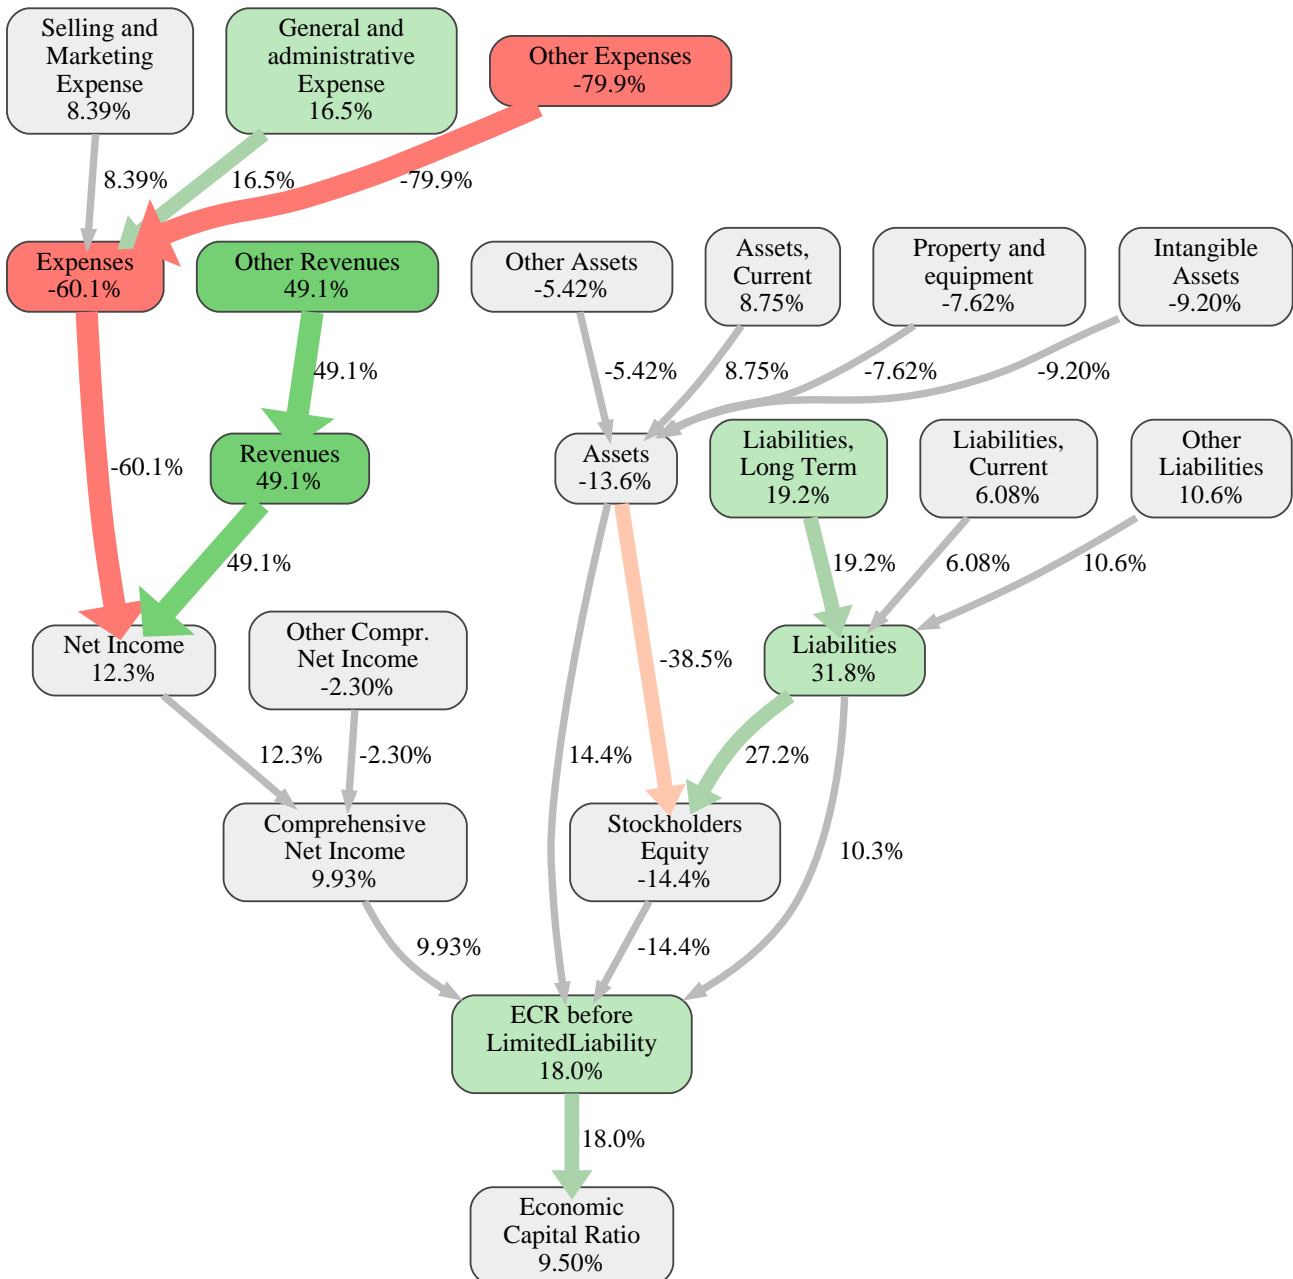 Selling and
Marketing
Expense
8.39%
General and
administrative
Expense
16.5%
Other Expenses
-79.9%
8.39%
16.5%
-79.9%
Expenses
-60.1%
Other Revenues
49.1%
Other Assets
-5.42%
Assets,
Current
8.75%
Property and
equipment
-7.62%
Intangible
Assets
-9.20%
49.1%
-5.42%
8.75%
-7.62%
-9.20%
-60.1%
Revenues
49.1%
Assets
-13.6%
Liabilities,
Long Term
19.2%
Liabilities,
Current
6.08%
Other
Liabilities
10.6%
49.1%
19.2%
6.08%
10.6%
Net Income
12.3%
Other Compr.
Net Income
-2.30%
-38.5%
Liabilities
31.8%
12.3%
-2.30%
14.4%
27.2%
Comprehensive
Net Income
9.93%
Stockholders
Equity
-14.4%
10.3%
9.93%
-14.4%
ECR before
LimitedLiability
18.0%
18.0%
Economic
Capital Ratio
9.50%